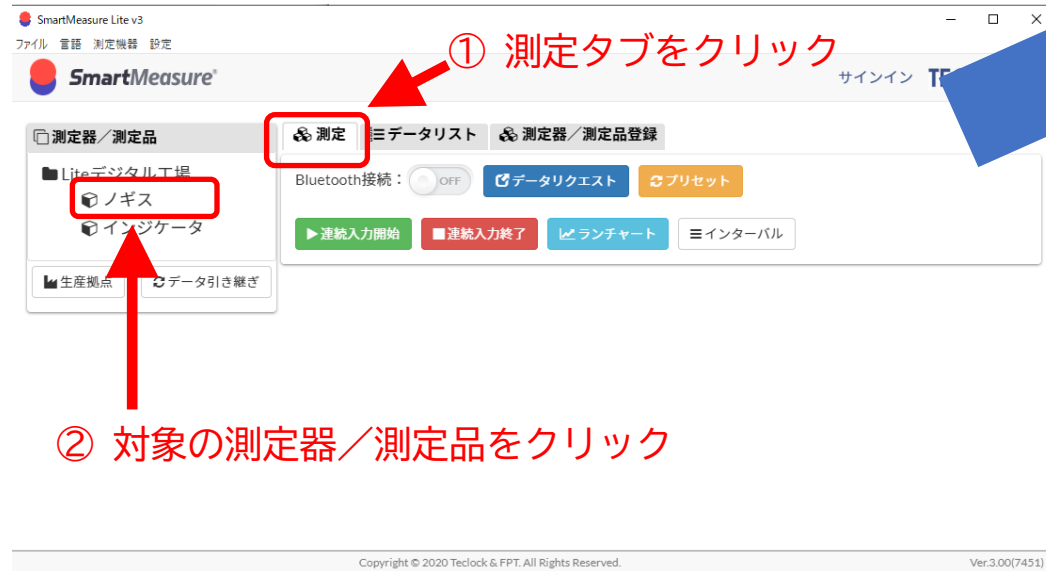 SmartMeasure Lite v3
ファイル 言語 測定機器 設定
① 測定タブをクリック
SmartMeasure®
サインイン
測定器／測定品
測定 データリスト 測定器／測定品登録
Liteデジタル工場
Bluetooth接続： OFF データリクエスト プリセット
ノギス
インジケータ
連続入力開始 連続入力終了 ランチャート インターバル
生産拠点 データ引き継ぎ
② 対象の測定器／測定品をクリック
Copyright © 2020 Teclock & FPT. All Rights Reserved.
Ver.3.00(7451)